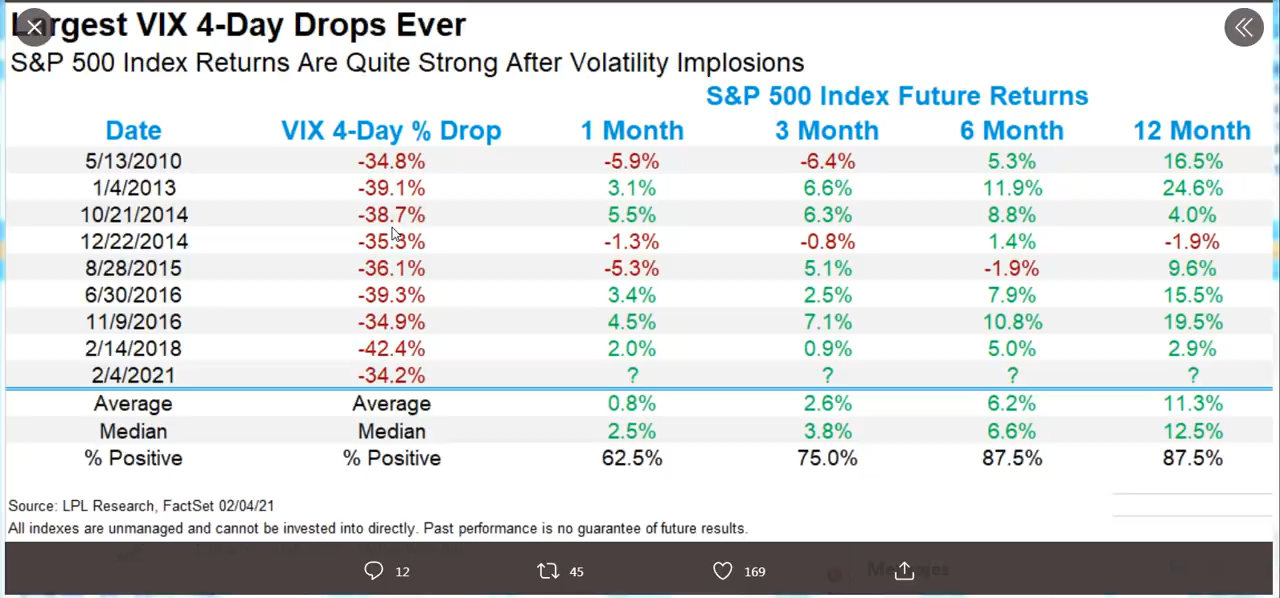 Largest VIX 4-Day Drops Ever
S&P 500 Index Returns Are Quite Strong After Volatility Implosions
S&P 500 Index Future Returns
Date VIX 4-Day % Drop 1 Month 3 Month 6 Month 12 Month
5/13/2010 -34.8% -5.9% -6.4% 5.3% 16.5%
1/4/2013 -39.1% 3.1% 6.6% 11.9% 24.6%
10/21/2014 -38.7% 5.5% 6.3% 8.8% 4.0%
12/22/2014 -35.3% -1.3% -0.8% 1.4% -1.9%
8/28/2015 -36.1% -5.3% 5.1% -1.9% 9.6%
6/30/2016 -39.3% 3.4% 2.5% 7.9% 15.5%
11/9/2016 -34.9% 4.5% 7.1% 10.8% 19.5%
2/14/2018 -42.4% 2.0% 0.9% 5.0% 2.9%
2/4/2021 -34.2% ? ? ? ?
Average Average 0.8% 2.6% 6.2% 11.3%
Median Median 2.5% 3.8% 6.6% 12.5%
% Positive % Positive 62.5% 75.0% 87.5% 87.5%
Source: LPL Research, FactSet 02/04/21
All indexes are unmanaged and cannot be invested into directly. Past performance is no guarantee of future results.
12 45 169